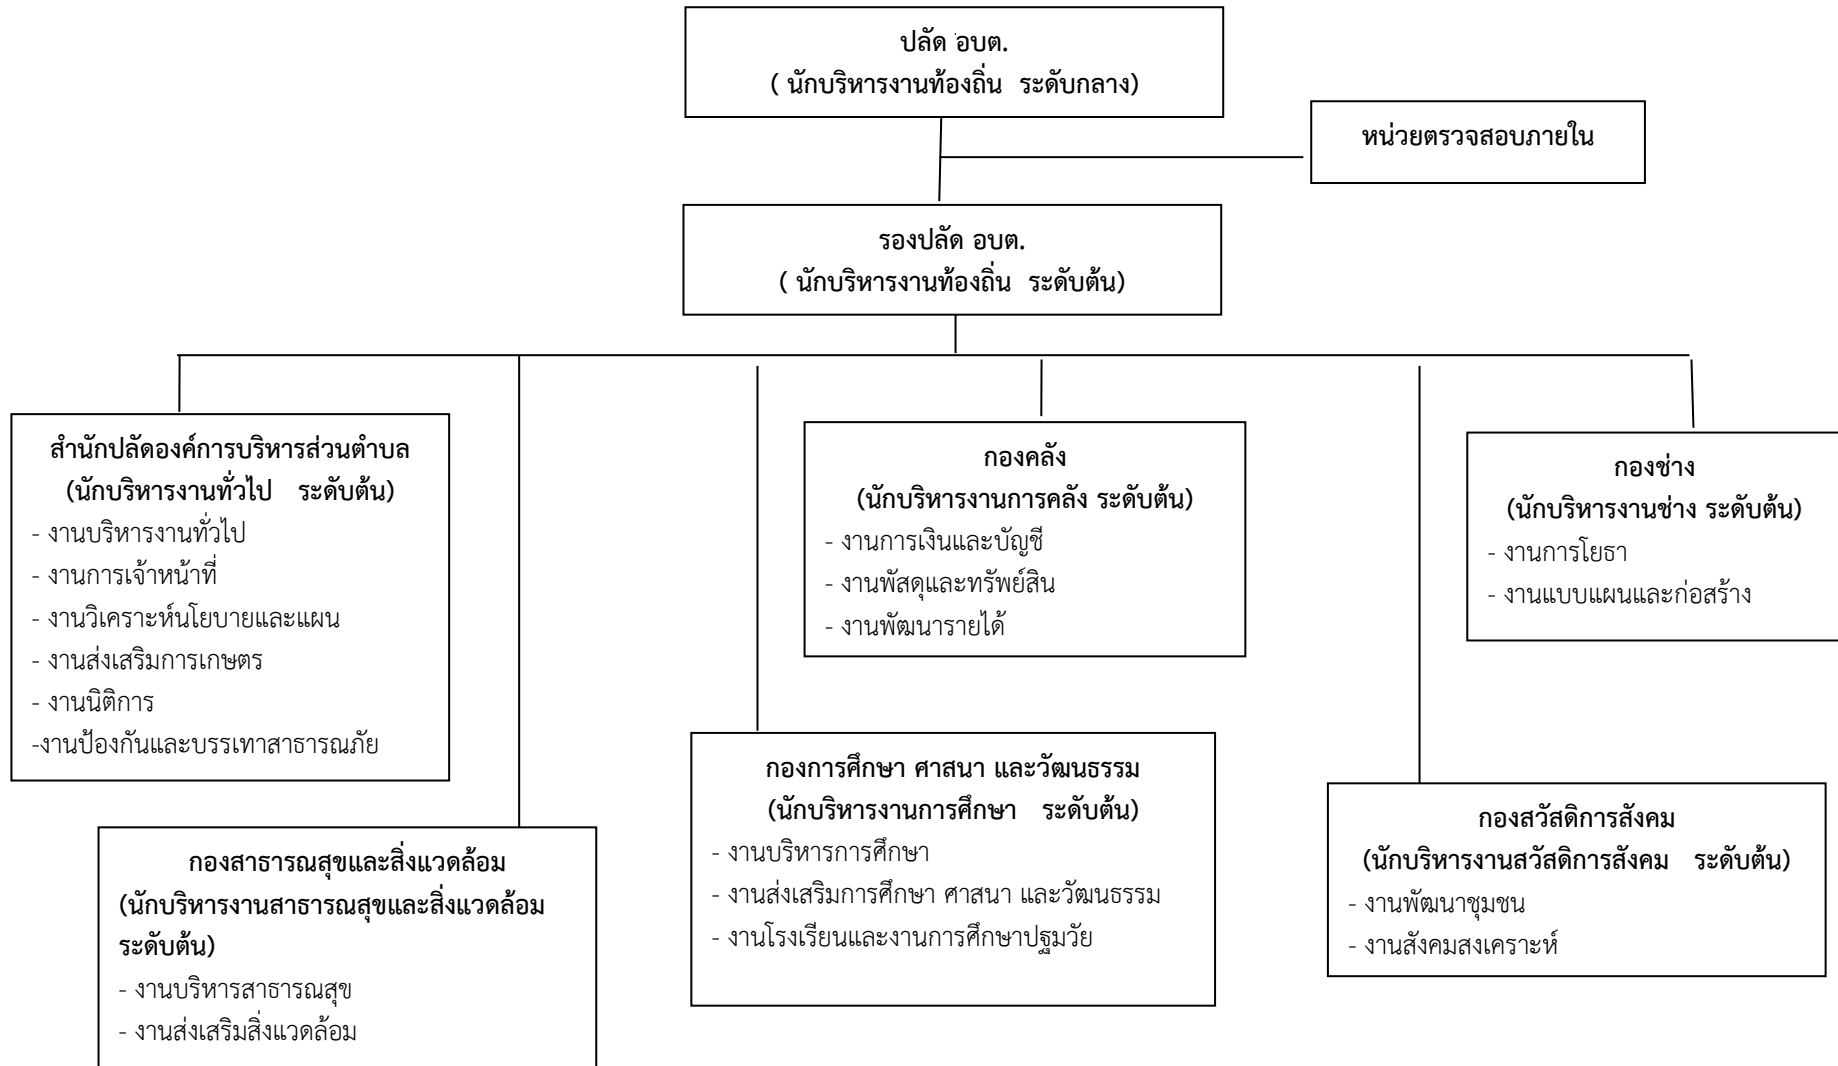 ปลัด อบต.
( นักบริหารงานท้องถิ่น ระดับกลาง)
หน่วยตรวจสอบภายใน
รองปลัด อบต.
( นักบริหารงานท้องถิ่น ระดับต้น)
สำนักปลัดองค์การบริหารส่วนตำบล
(นักบริหารงานทั่วไป ระดับต้น)
- งานบริหารงานทั่วไป
- งานการเจ้าหน้าที่
- งานวิเคราะห์นโยบายและแผน
- งานส่งเสริมการเกษตร
- งานนิติการ
-งานป้องกันและบรรเทาสาธารณภัย
กองคลัง
(นักบริหารงานการคลัง ระดับต้น)
- งานการเงินและบัญชี
- งานพัสดุและทรัพย์สิน
- งานพัฒนารายได้
กองช่าง
(นักบริหารงานช่าง ระดับต้น)
- งานการโยธา
- งานแบบแผนและก่อสร้าง
กองสาธารณสุขและสิ่งแวดล้อม
(นักบริหารงานสาธารณสุขและสิ่งแวดล้อม
ระดับต้น)
- งานบริหารสาธารณสุข
- งานส่งเสริมสิ่งแวดล้อม
กองการศึกษา ศาสนา และวัฒนธรรม
(นักบริหารงานการศึกษา ระดับต้น)
- งานบริหารการศึกษา
- งานส่งเสริมการศึกษา ศาสนา และวัฒนธรรม
- งานโรงเรียนและงานการศึกษาปฐมวัย
กองสวัสดิการสังคม
(นักบริหารงานสวัสดิการสังคม ระดับต้น)
- งานพัฒนาชุมชน
- งานสังคมสงเคราะห์